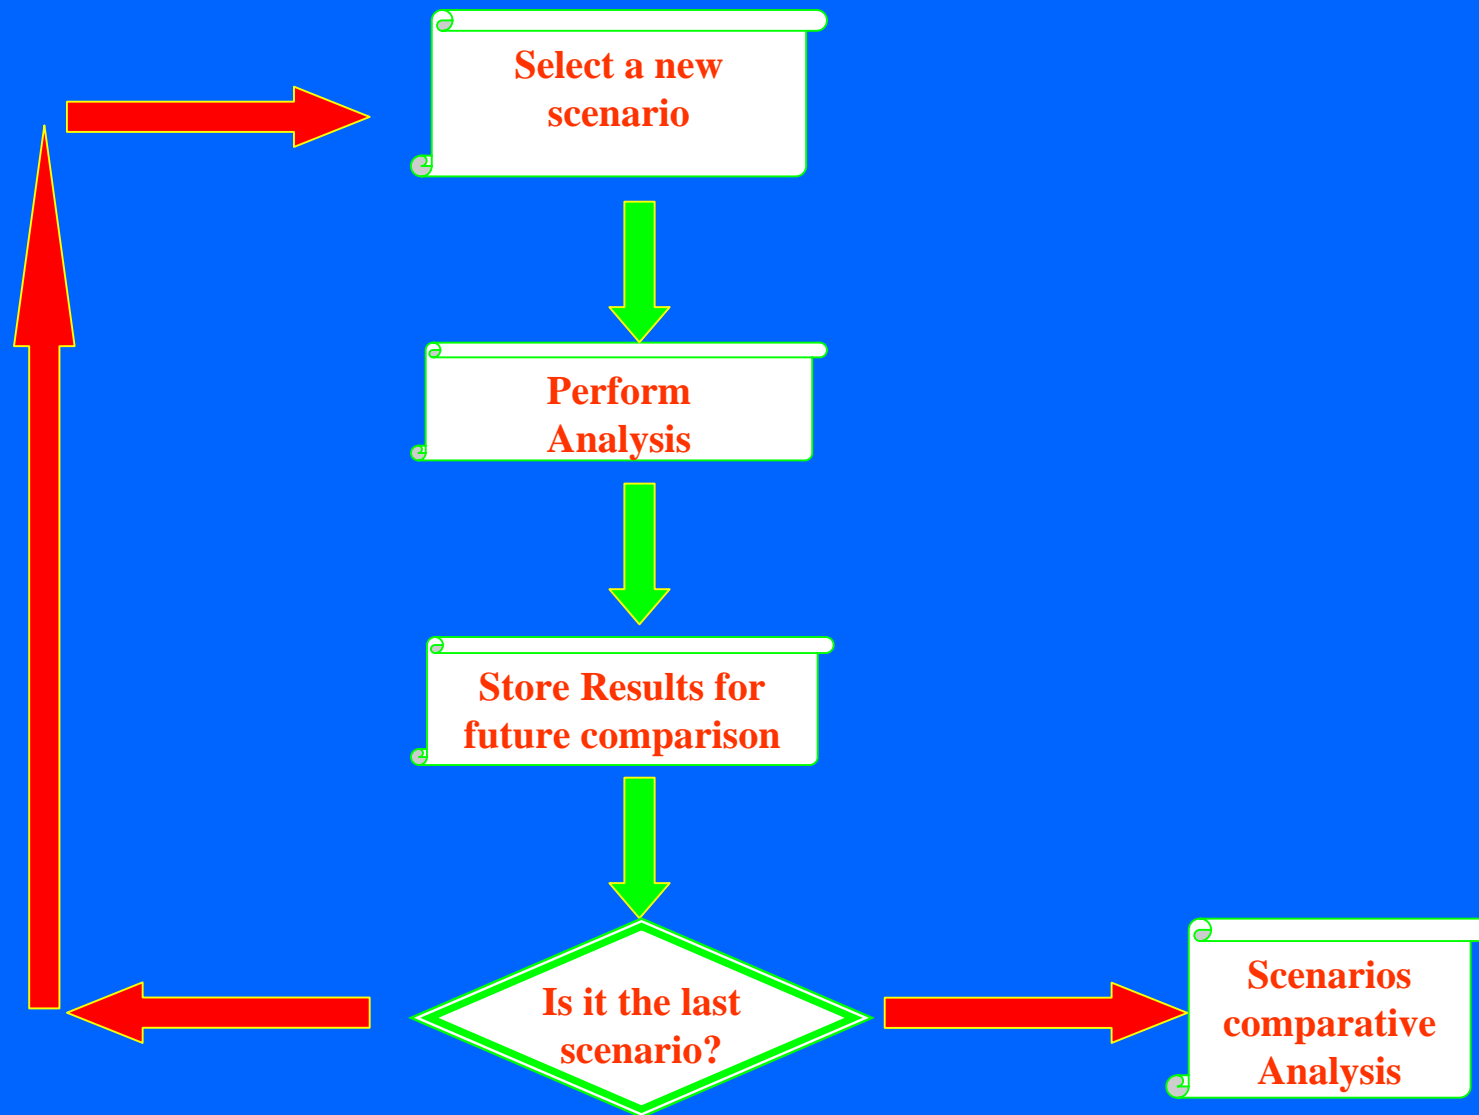 Select a new
scenario
Perform
Analysis
Store Results for
future comparison
Is it the last
scenario?
Scenarios
comparative
Analysis